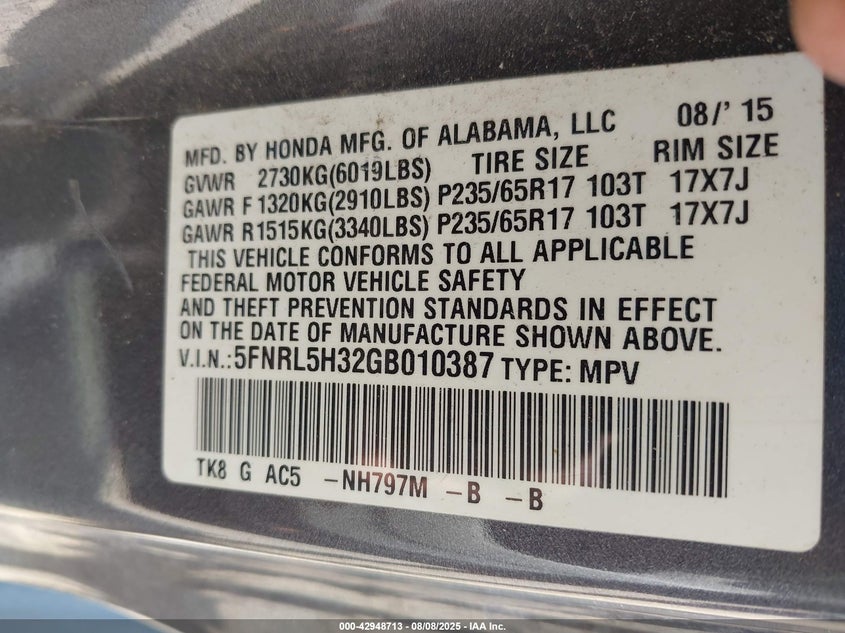 MFD. BY HONDA MFG. OF ALABAMA, LLC 08/' 15
GVWR 2730KG(6019LBS) TIRE SIZE RIM SIZE
GAWR F 1320KG(2910LBS) P235/65R17 103T 17X7J
GAWR R1515KG(3340LBS) P235/65R17 103T 17X7J
THIS VEHICLE CONFORMS TO ALL APPLICABLE
FEDERAL MOTOR VEHICLE SAFETY
AND THEFT PREVENTION STANDARDS IN EFFECT
ON THE DATE OF MANUFACTURE SHOWN ABOVE.
V.I.N.:5FNRL5H32GB010387 TYPE: MPV
TK8 G AC5 -NH797M -B -B
000-42948713 - 08/08/2025 - IAA Inc.